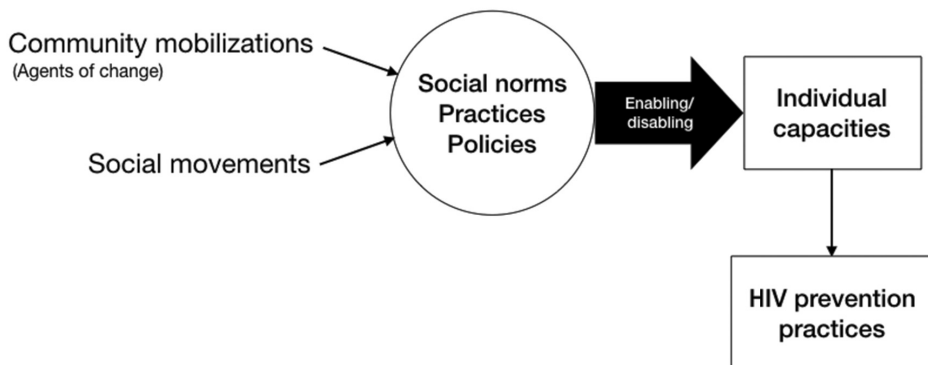 Community mobilizations
(Agents of change)
Social movements
Social norms
Practices
Policies
Enabling/
disabling
Individual
capacities
HIV prevention
practices